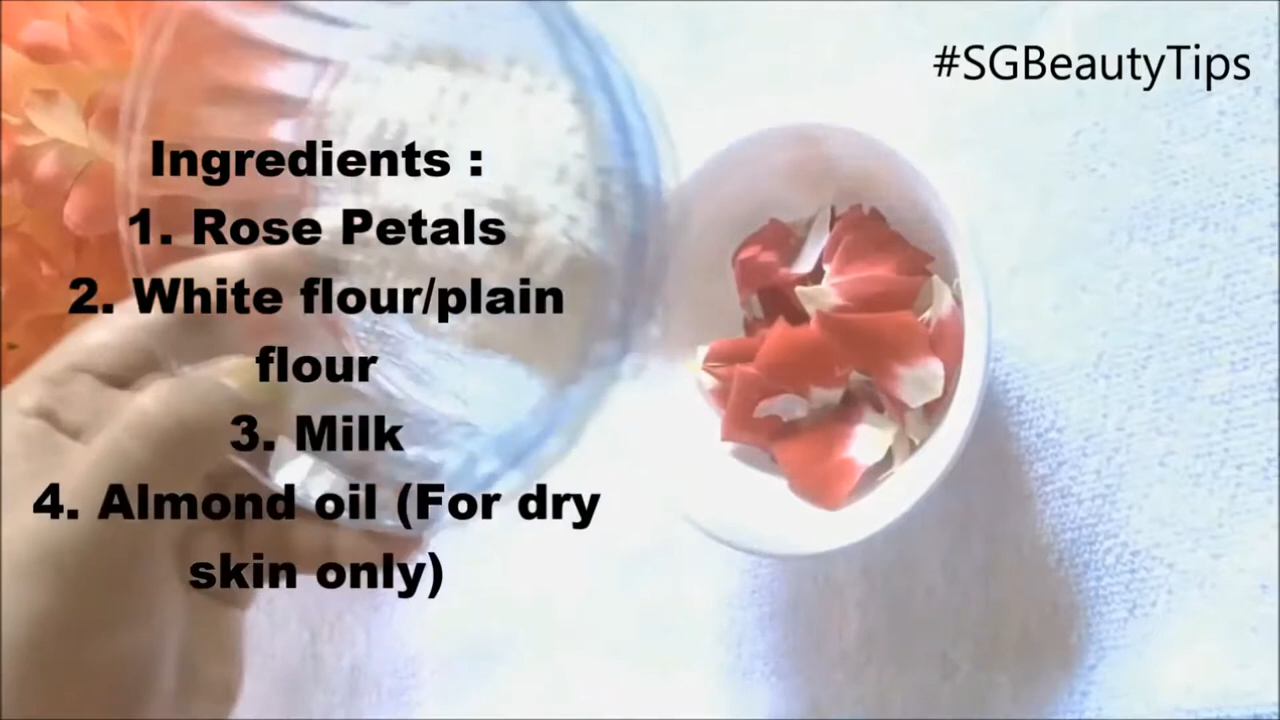 #SGBeautyTips
Ingredients :
1. Rose Petals
2. White flour/plain
flour
3. Milk
4. Almond oil (For dry
skin only)